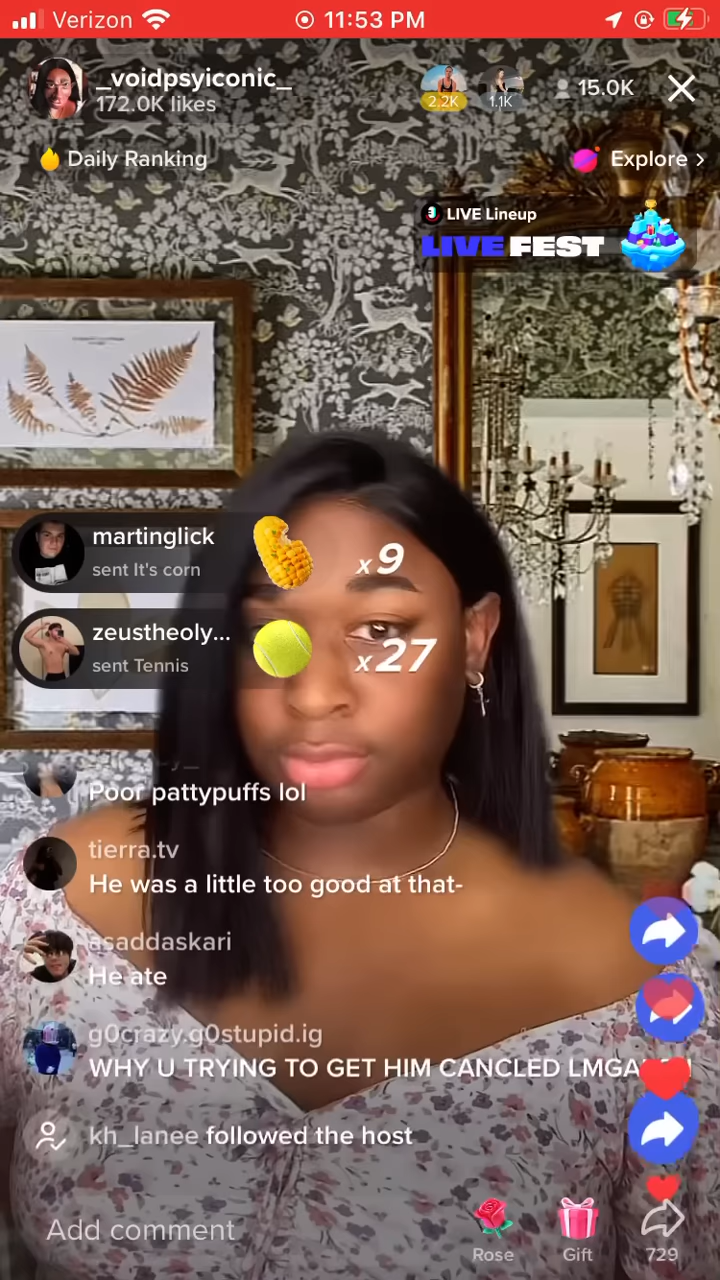 Verizon
11:53 PM
_voidpsyiconic_
172.0K likes
2.2K
1.1K
15.0K
Daily Ranking
Explore >
LIVE Lineup
LIVE FEST
martinglick
sent It's corn
x9
zeustheoly...
sent Tennis
x27
Poor pattypuffs lol
tierra.tv
He was a little too good at that-
asaddaskari
He ate
g0crazy.g0stupid.ig
WHY U TRYING TO GET HIM CANCLED
kh_lanee followed the host
Add comment
Rose
Gift
729